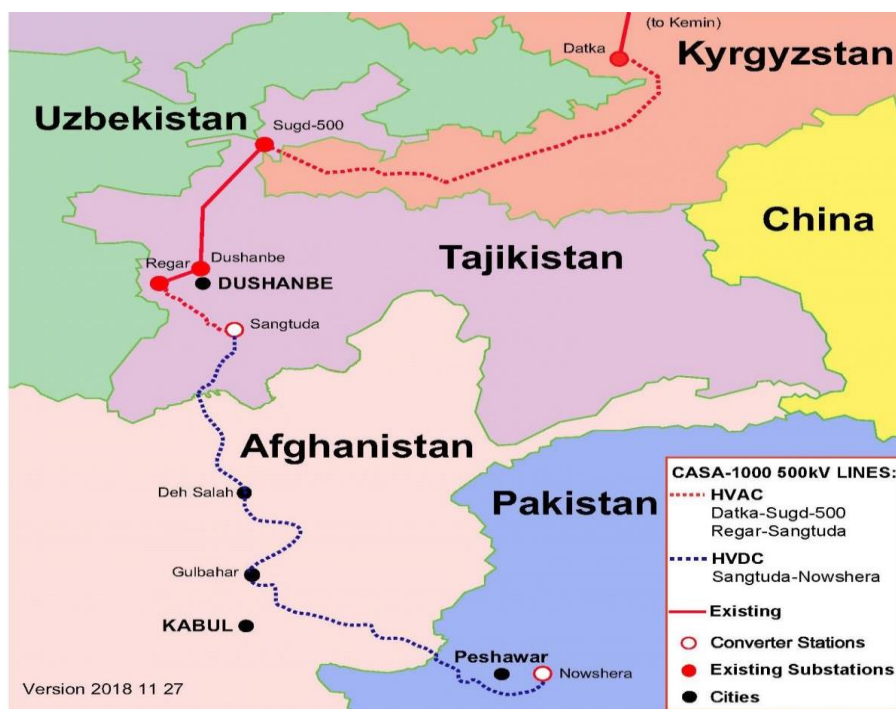 (to Kemin)
Datka
Kyrgyzstan
Uzbekistan
Sugd-500
China
Tajikistan
Dushanbe
Regar
DUSHANBE
Sangtuda
Afghanistan
Deh Salah
Pakistan
Gulbahar
KABUL
Peshawar
Nowshera
Version 2018 11 27
CASA-1000 500kV LINES:
HVAC
Datka-Sugd-500
Regar-Sangtuda
HVDC
Sangtuda-Nowshera
Existing
Converter Stations
Existing Substations
Cities